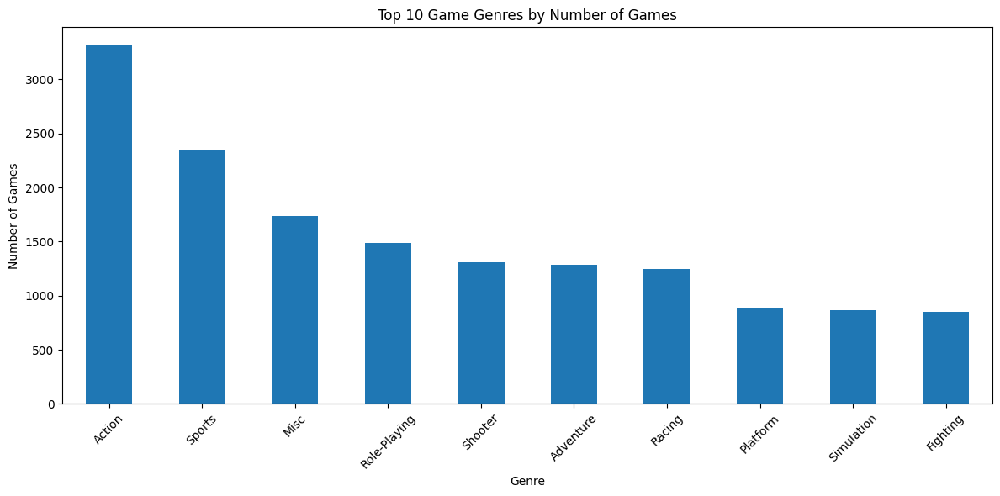 Top 10 Game Genres by Number of Games
Number of Games
3000
2500
2000
1500
1000
500
0
Action
Sports
Misc
Role-Playing
Shooter
Adventure
Racing
Platform
Simulation
Fighting
Genre